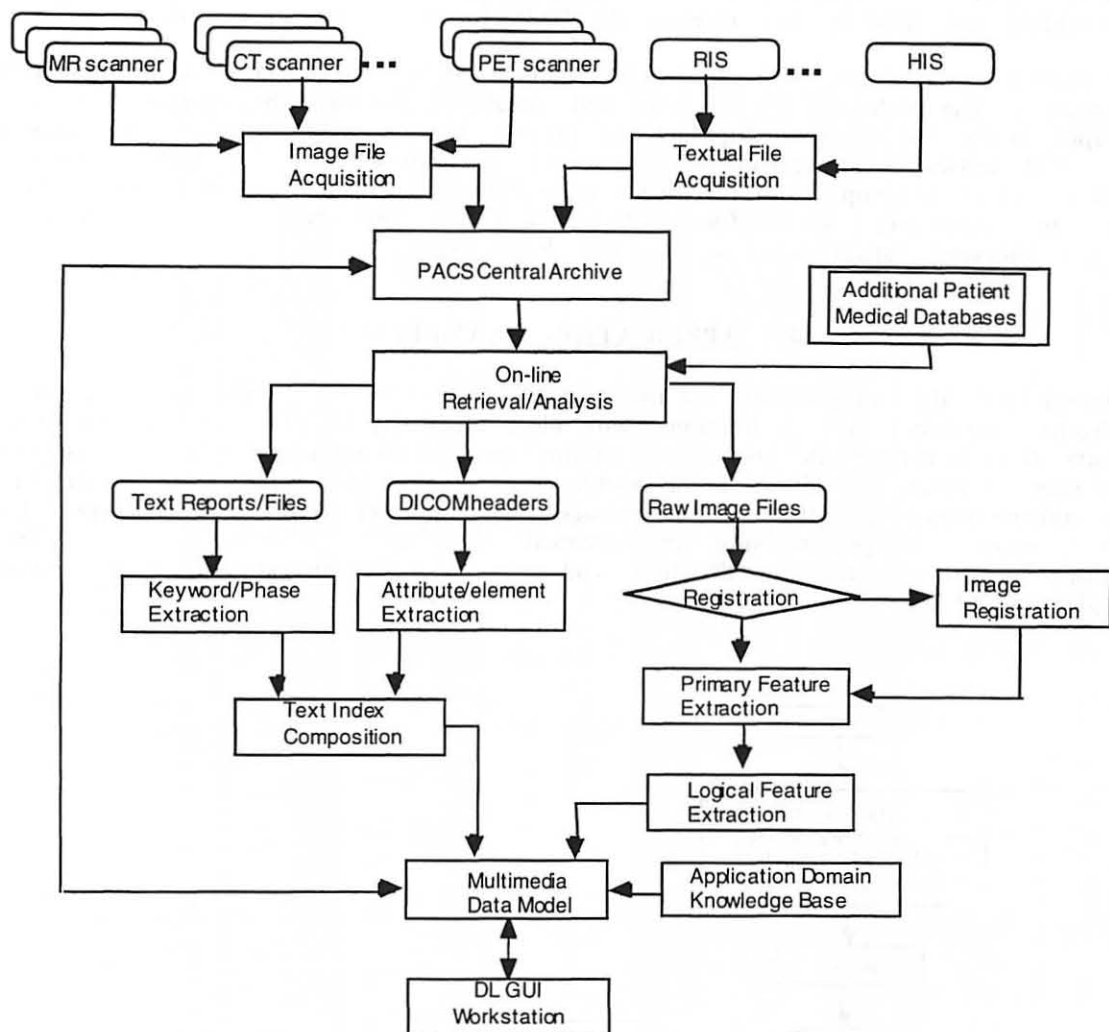 MR scanner
CT scanner
PET scanner
RIS
HIS
Image File
Acquisition
Textual File
Acquisition
PACS Central Archive
Additional Patient
Medical Databases
On-line
Retrieval/Analysis
Text Reports/Files
DICOMheaders
Raw Image Files
Keyword/Phase
Extraction
Attribute/element
Extraction
Registration
Image
Registration
Primary Feature
Extraction
Text Index
Composition
Logical Feature
Extraction
Multimedia
Data Model
Application Domain
Knowledge Base
DL GUI
Workstation